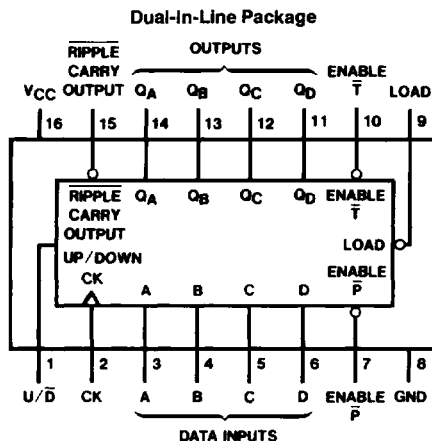 Dual-In-Line Package
RIPPLE
CARRY
OUTPUT
OUTPUTS
ENABLE
T̄
LOAD
VCC
QA QB QC QD
16 15 14 13 12 11 10 9
RIPPLE
CARRY
OUTPUT
QA QB QC QD
ENABLE
T̄
UP/DOWN
LOAD
CK
A B C D
ENABLE
P̄
1 2 3 4 5 6 7 8
U/D̄ CK A B C D
ENABLE
P̄
GND
DATA INPUTS